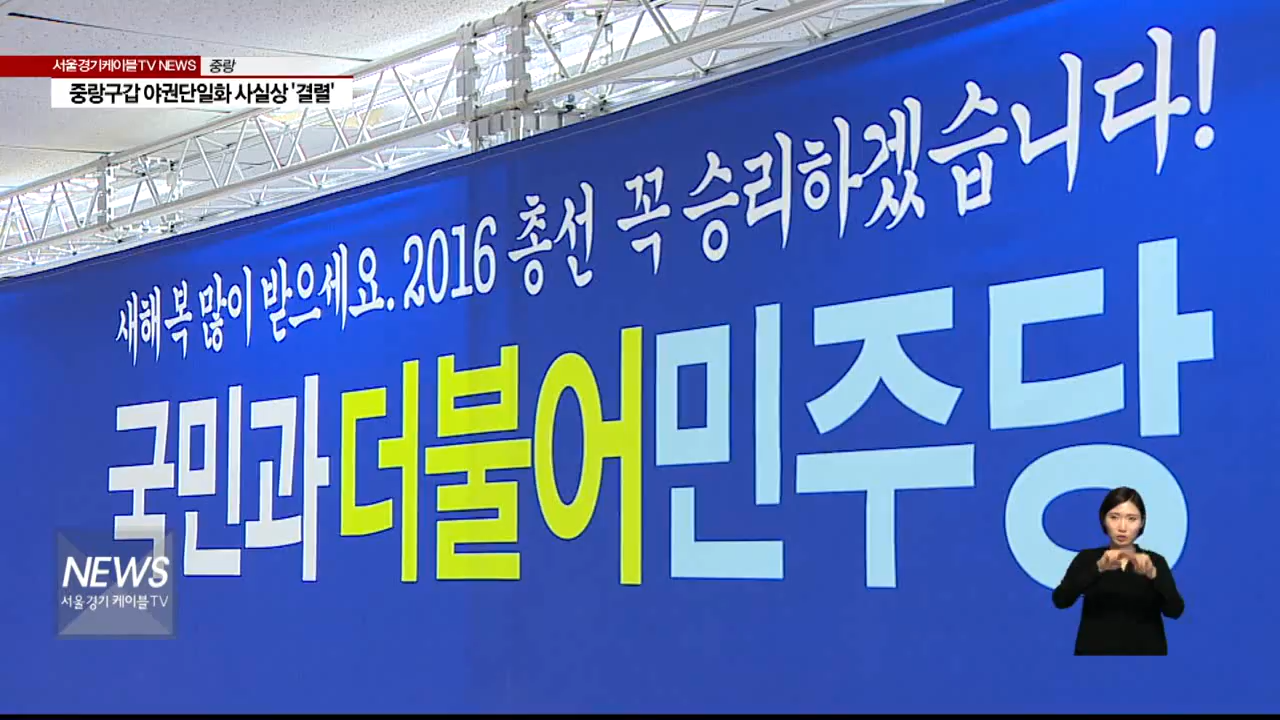 서울경기케이블TV NEWS 중랑
중랑구갑 야권단일화 사실상 '결렬'
새해 복 많이 받으세요. 2016 총선 꼭 승리하겠습니다!
국민과 더불어민주당
NEWS
서울경기케이블TV